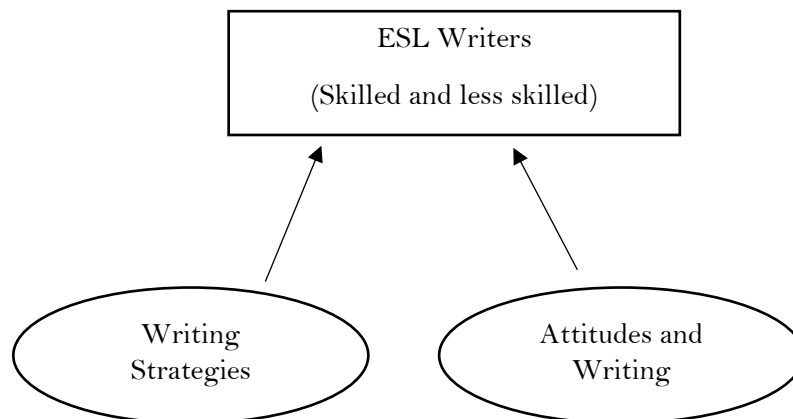 ESL Writers
(Skilled and less skilled)
Writing
Strategies
Attitudes and
Writing